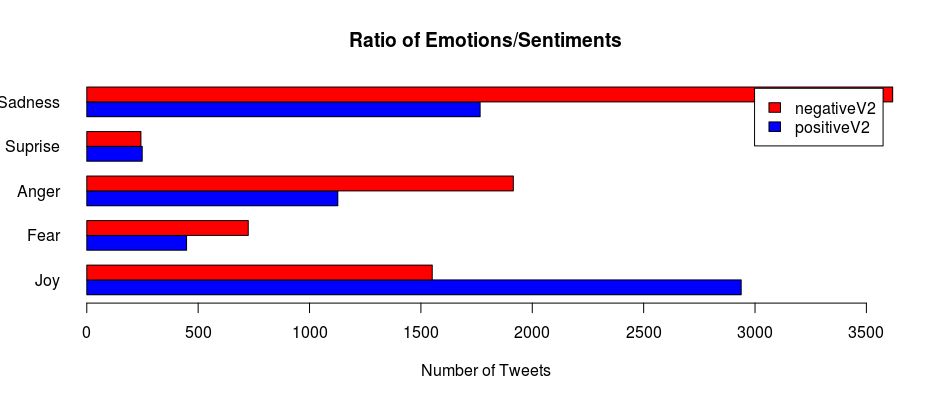 Ratio of Emotions/Sentiments
Sadness
negativeV2
positiveV2
Suprise
Anger
Fear
Joy
0 500 1000 1500 2000 2500 3000 3500
Number of Tweets